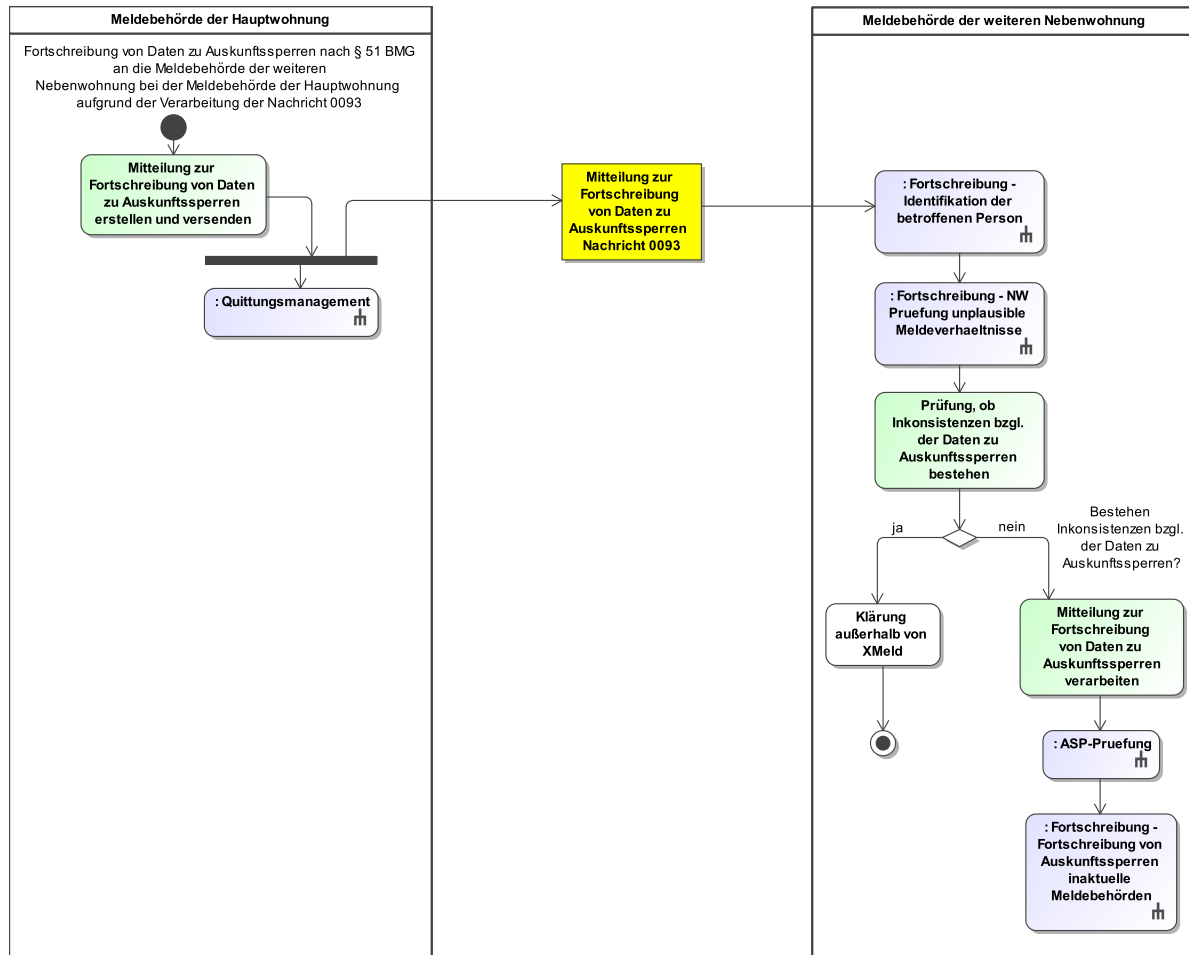 Meldebehörde der Hauptwohnung
Fortschreibung von Daten zu Auskunftssperren nach § 51 BMG
an die Meldebehörde der weiteren
Nebenwohnung bei der Meldebehörde der Hauptwohnung
aufgrund der Verarbeitung der Nachricht 0093
Mitteilung zur
Fortschreibung von Daten
zu Auskunftssperren
erstellen und versenden
: Quittungsmanagement
Mitteilung zur
Fortschreibung
von Daten zu
Auskunftssperren
Nachricht 0093
Meldebehörde der weiteren Nebenwohnung
: Fortschreibung -
Identifikation der
betroffenen Person
: Fortschreibung - NW
Pruefung unplausible
Meldeverhaeltnisse
Prüfung, ob
Inkonsistenzen bzgl.
der Daten zu
Auskunftssperren
bestehen
ja
nein
Bestehen
Inkonsistenzen bzgl.
der Daten zu
Auskunftssperren?
Klärung
außerhalb von
XMeld
Mitteilung zur
Fortschreibung
von Daten zu
Auskunftssperren
verarbeiten
: ASP-Pruefung
: Fortschreibung -
Fortschreibung von
Auskunftssperren
inaktuelle
Meldebehörden